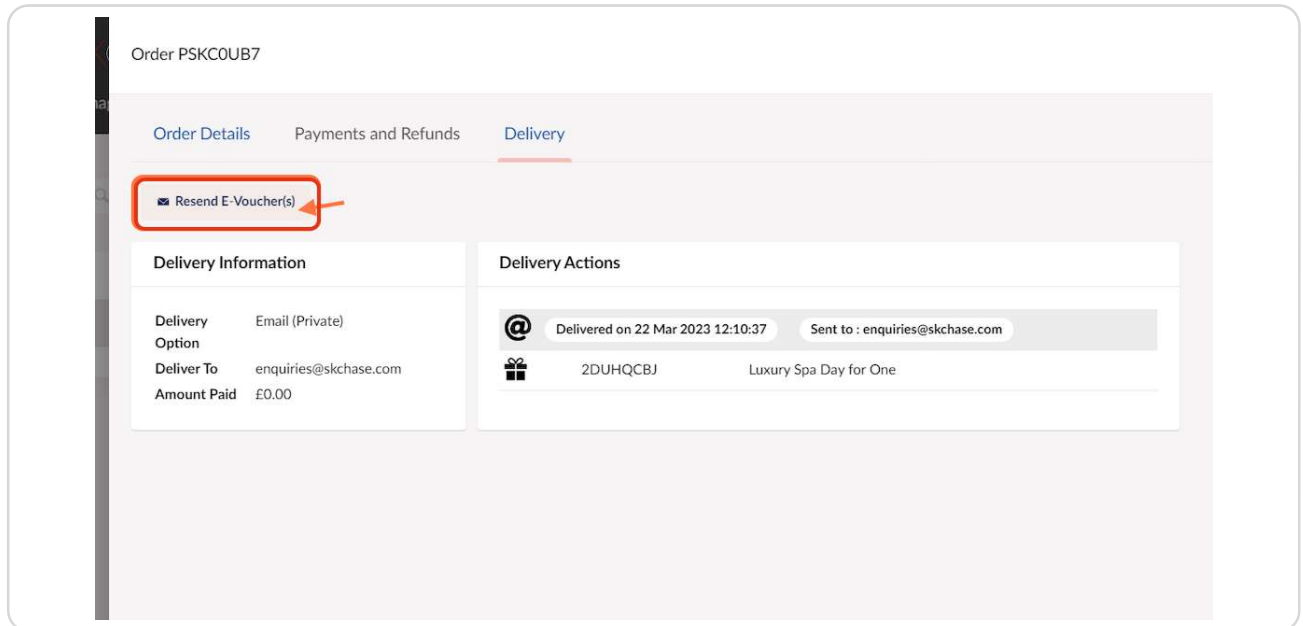 Order PSKC0UB7
Order Details Payments and Refunds Delivery
Resend E-Voucher(s)
Delivery Information
Delivery Option Email (Private)
Deliver To enquiries@skchase.com
Amount Paid £0.00
Delivery Actions
@ Delivered on 22 Mar 2023 12:10:37 Sent to : enquiries@skchase.com
2DUHQCBJ Luxury Spa Day for One